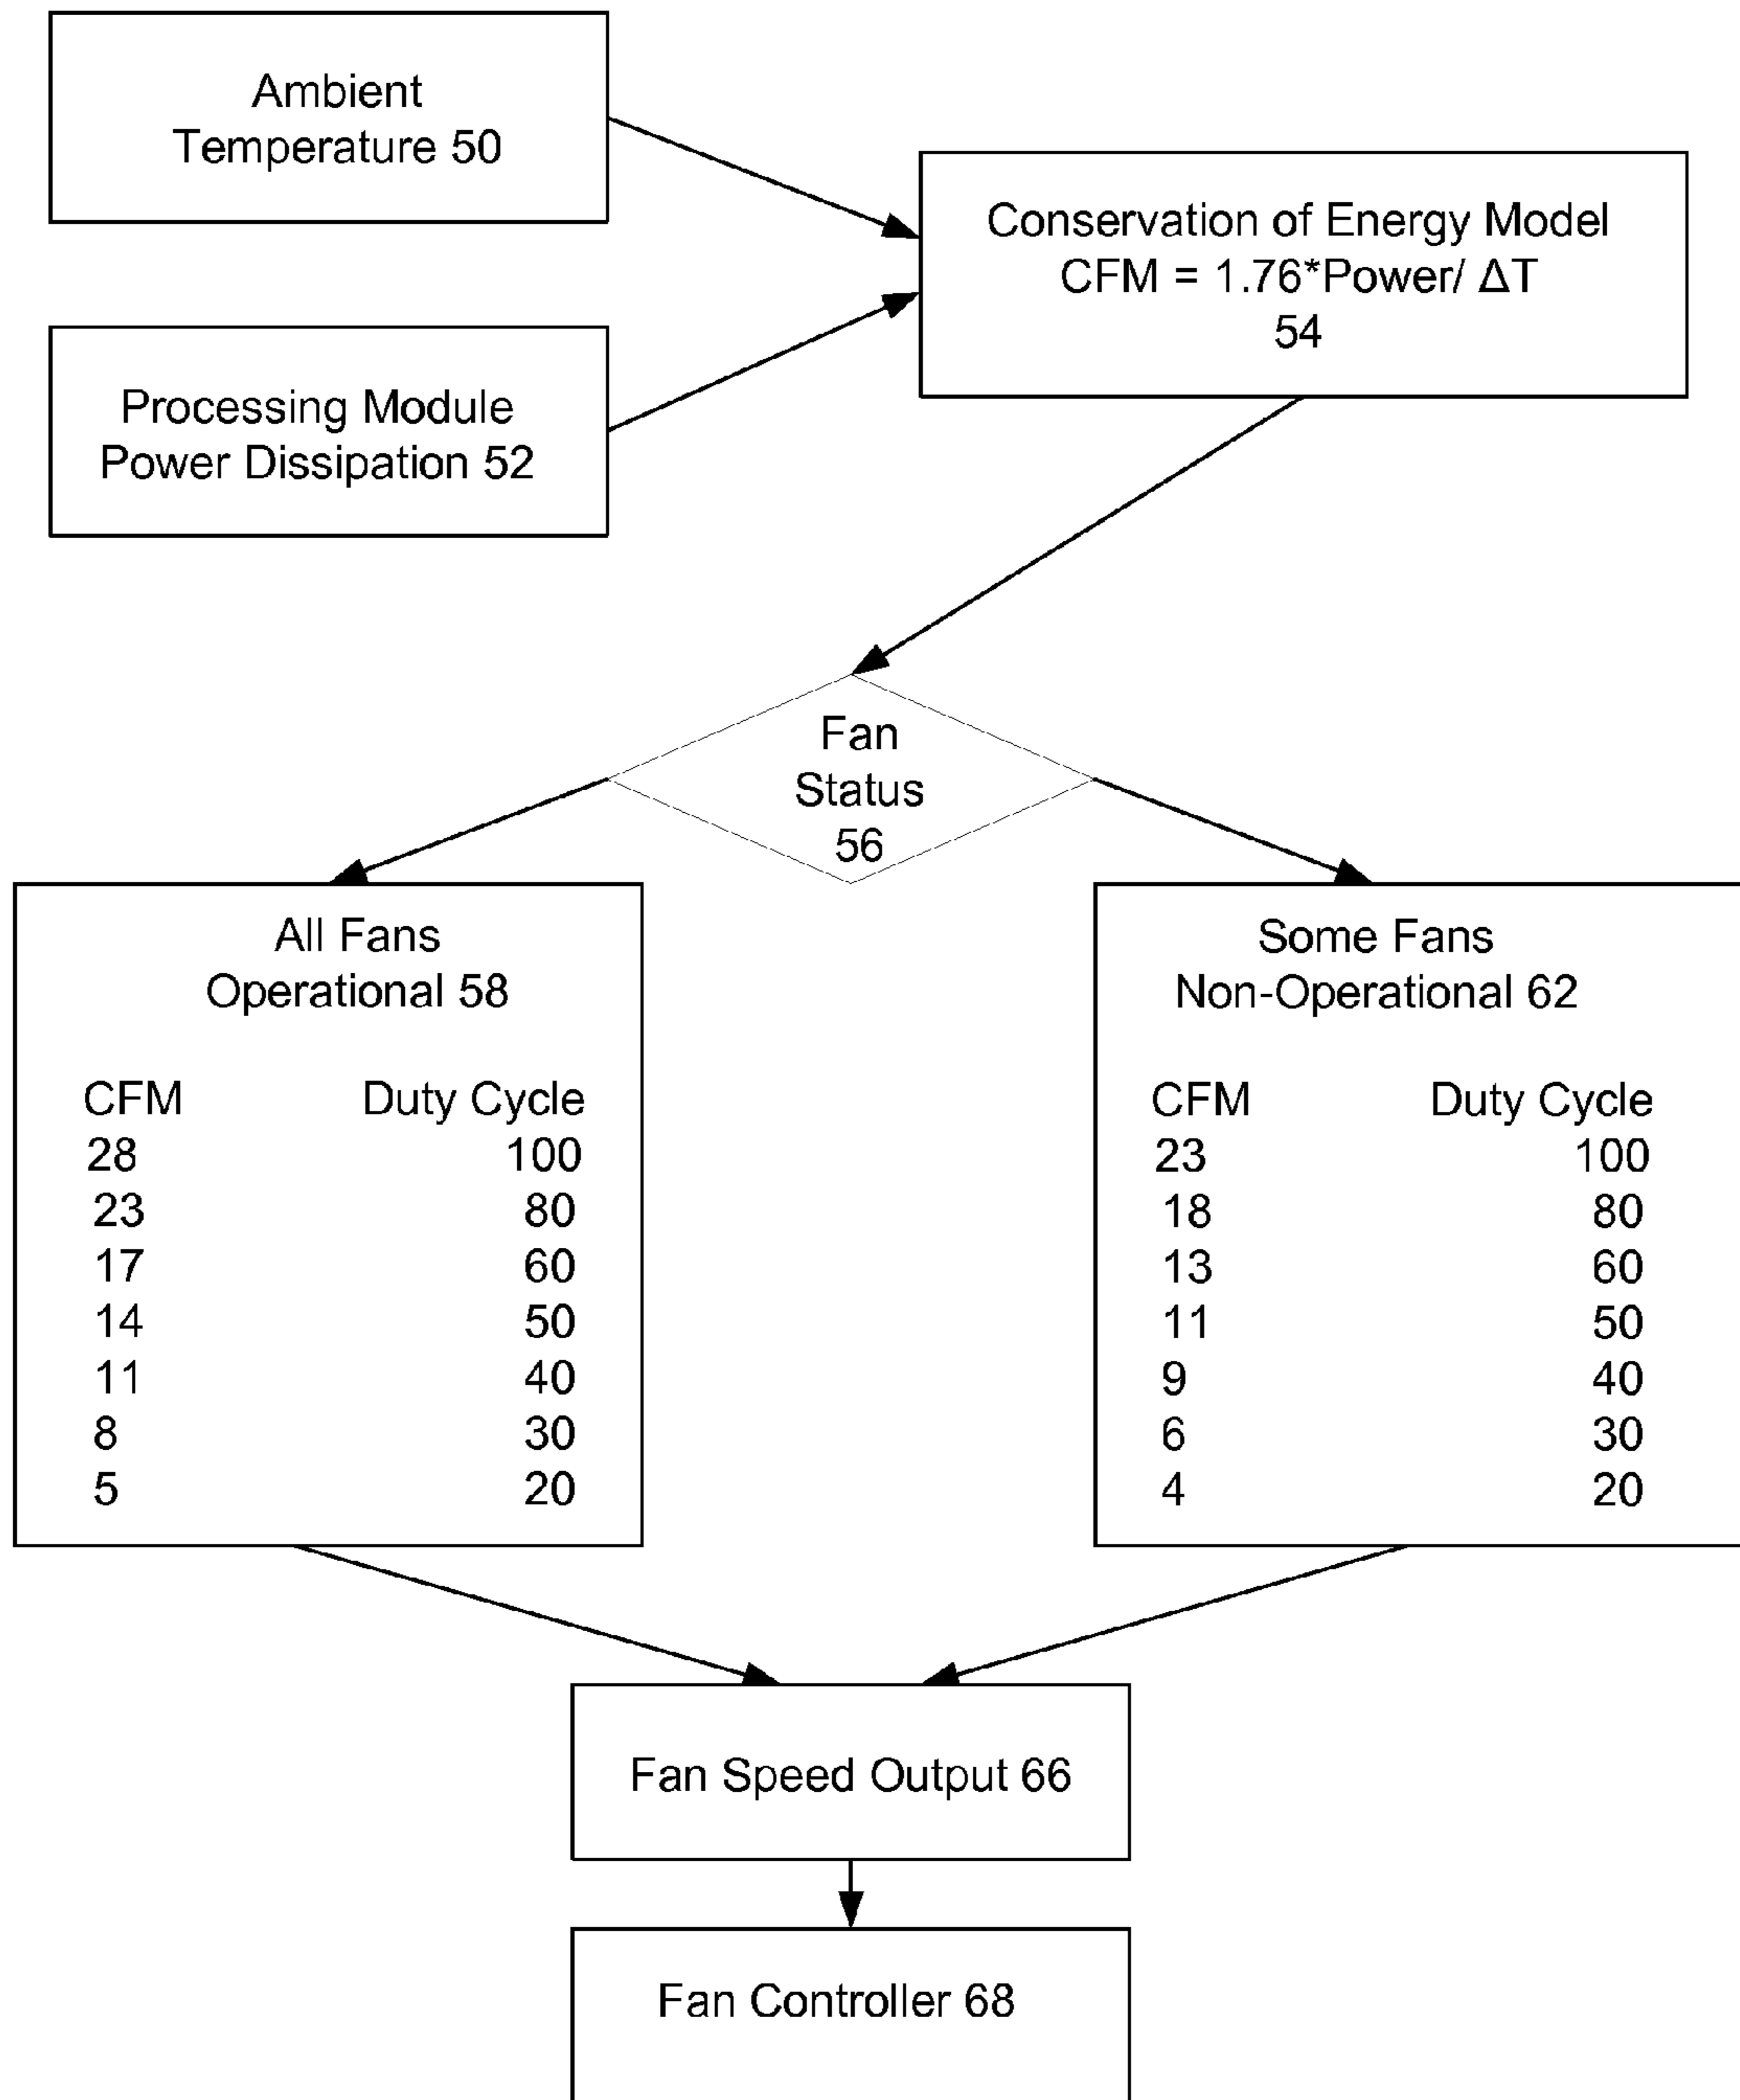 Ambient
Temperature 50
Conservation of Energy Model
CFM = 1.76*Power/ ΔT
54
Processing Module
Power Dissipation 52
Fan
Status
56
All Fans
Operational 58
CFM Duty Cycle
28 100
23 80
17 60
14 50
11 40
8 30
5 20
Some Fans
Non-Operational 62
CFM Duty Cycle
23 100
18 80
13 60
11 50
9 40
6 30
4 20
Fan Speed Output 66
Fan Controller 68